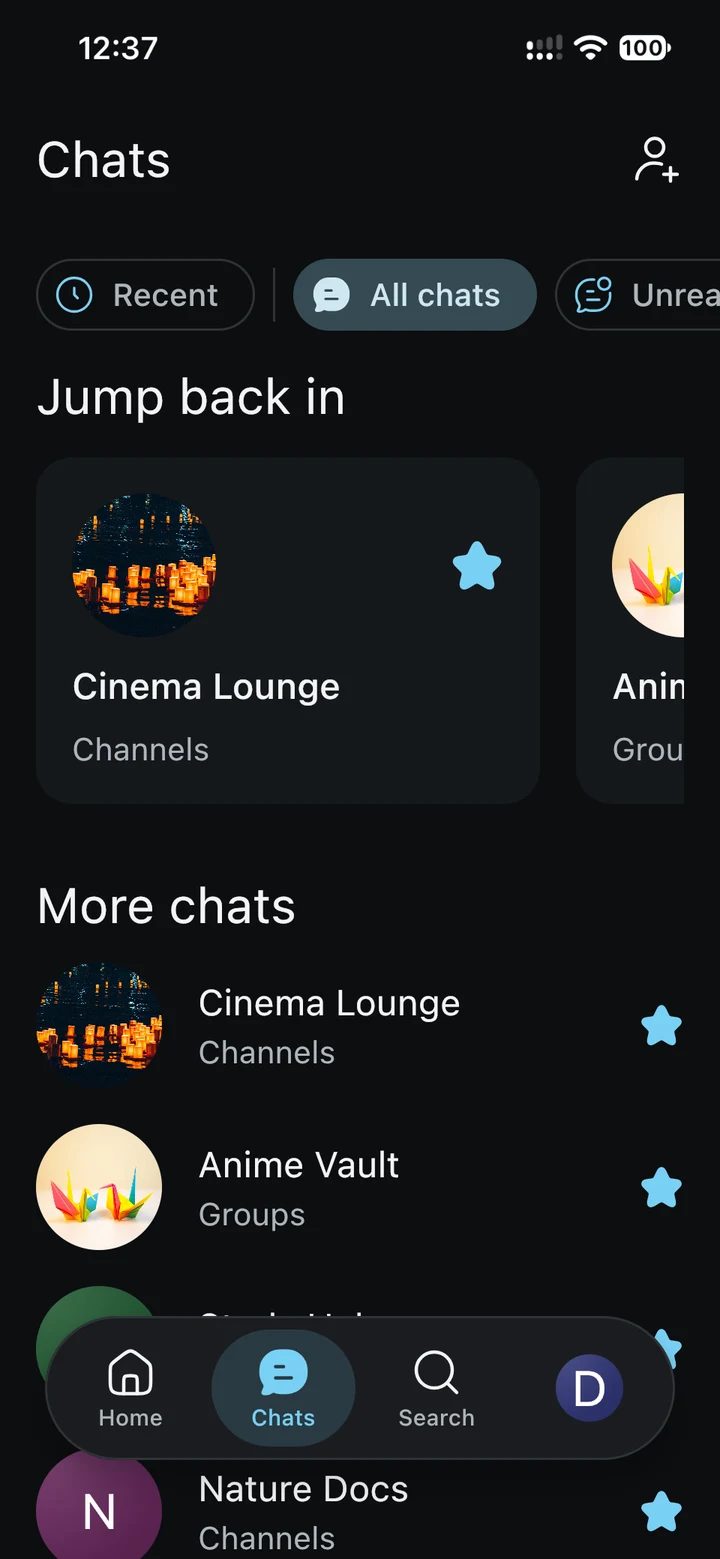 12:37
100
Chats
Recent
All chats
Jump back in
Cinema Lounge
Channels
More chats
Cinema Lounge
Channels
Anime Vault
Groups
Home
Chats
Search
D
N
Nature Docs
Channels